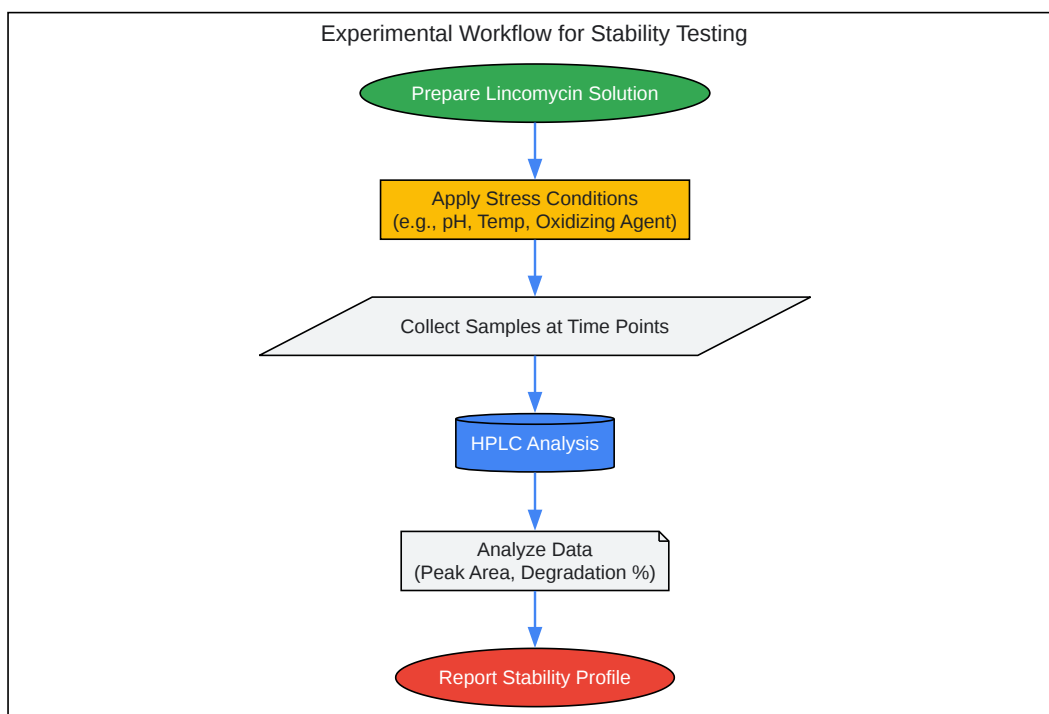 Experimental Workflow for Stability Testing
Prepare Lincomycin Solution
Apply Stress Conditions
(e.g., pH, Temp, Oxidizing Agent)
Collect Samples at Time Points
HPLC Analysis
Analyze Data
(Peak Area, Degradation %)
Report Stability Profile